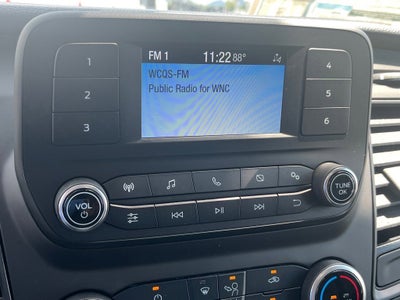 FM 1 11:22 88°
WCQS-FM
Public Radio for WNC
1
2
3
4
5
6
VOL
TUNE
OK